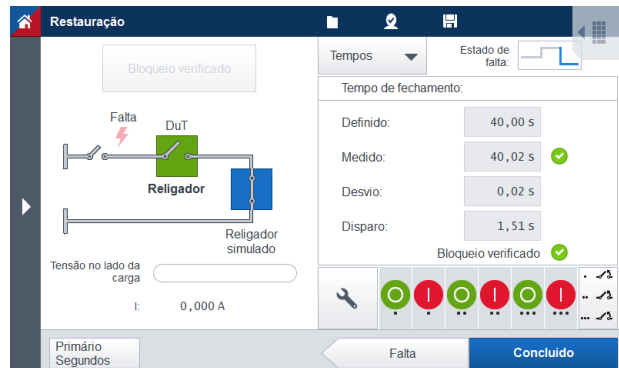 Restauração
Bloqueio verificado
Tempos
Estado de
falta:
Tempo de fechamento:
Definido:
40,00 s
Medido:
40,02 s
Desvio:
0,02 s
Disparo:
1,51 s
Bloqueio verificado
Falta
DuT
Religador
Religador
simulado
Tensão no lado da
carga
I:
0,000 A
Primário
Segundos
Falta
Concluído